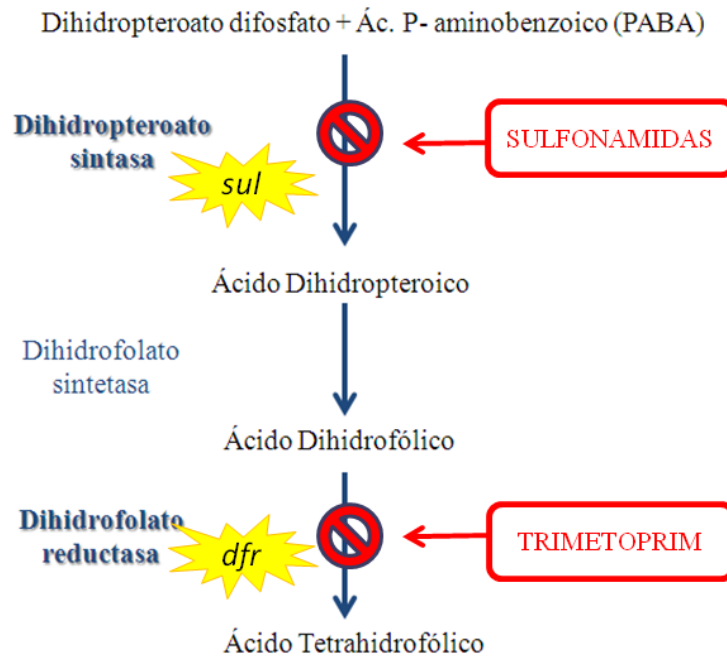 Dihidropteroato difosfato + Ác. P- aminobenzoico (PABA)
Dihidropteroato
sintasa
sul
SULFONAMIDAS
Ácido Dihidropteroico
Dihidrofolato
sintetasa
Ácido Dihidrofólico
Dihidrofolato
reductasa
dfr
TRIMETOPRIM
Ácido Tetrahidrofólico